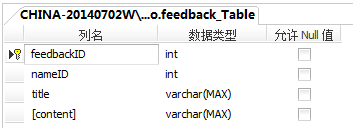 CHINA-20140702W\...o.feedback_Table
列名 数据类型 允许 Null 值
feedbackID int
nameID int
title varchar(MAX)
[content] varchar(MAX)